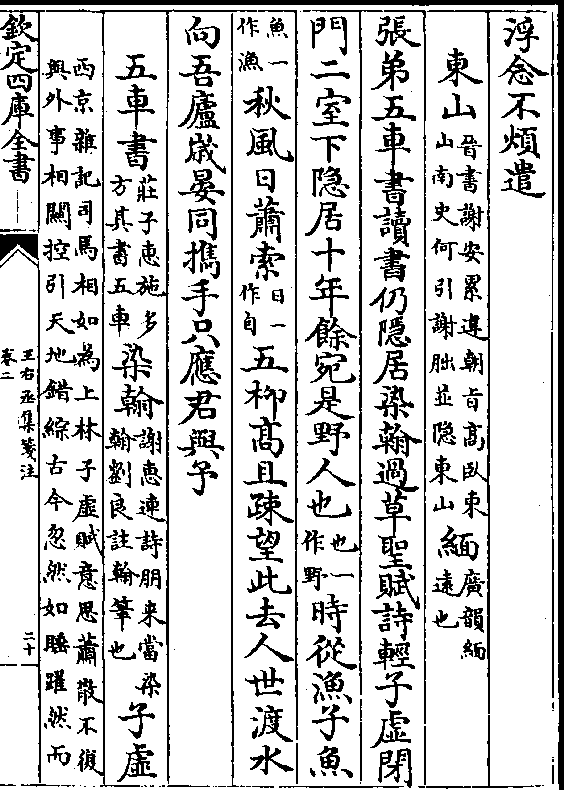 浮念不煩遣
東山晉書謝安累違朝旨高臥東山南史何引謝朏並隐東山緬廣韻緬遠也
張弟五車書讀書仍隠居染翰過草聖賦詩輕子虛閉
門二室下隠居十年餘宛是野人也也一作野時從漁子魚
魚一作漁秋風日蕭索日一作自五柳髙且疎望此去人世渡水
向吾廬歳晏同攜手只應君與予
五車書莊子惠施多方其書五車染翰謝惠連詩朋来當染翰劉良註翰筆也子虛
西京雜記司馬相如為上林子虛賦意思蕭散不復
與外事相關控引天地錯綜古今忽然如睡躍然而
欽定四庫全書
王右丞集箋注
卷二
二十